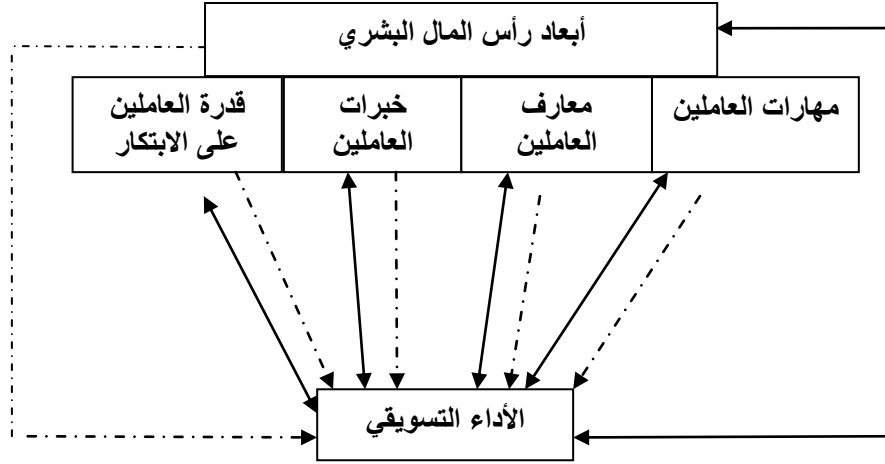 أبعاد رأس المال البشري
مهارات العاملين
معارف
العاملين
خبرات
العاملين
قدرة العاملين
على الابتكار
الأداء التسويقي